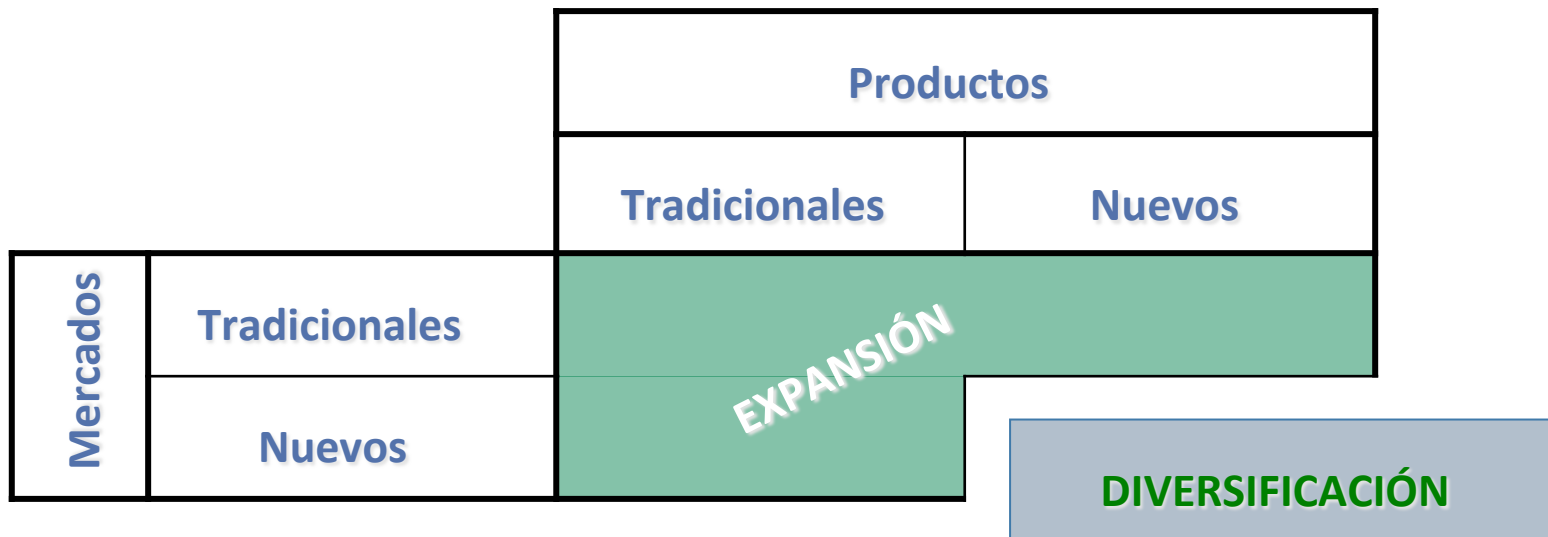 Productos
Tradicionales
Nuevos
Mercados
Tradicionales
EXPANSIÓN
Nuevos
DIVERSIFICACIÓN